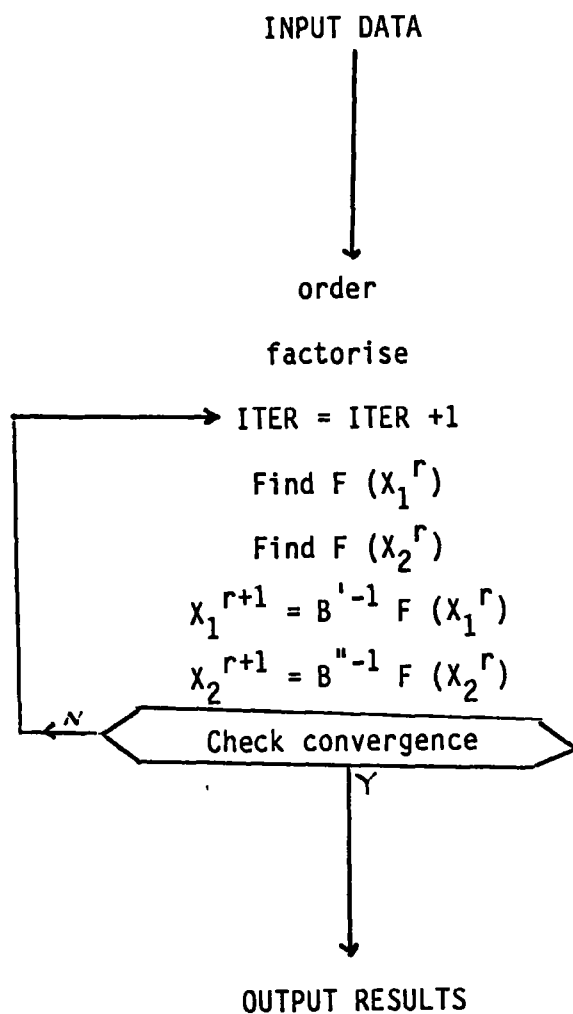 INPUT DATA
order
factorise
ITER = ITER +1
Find F (X₁ʳ)
Find F (X₂ʳ)
X₁ʳ⁺¹ = B'⁻¹ F (X₁ʳ)
X₂ʳ⁺¹ = B"⁻¹ F (X₂ʳ)
N
Check convergence
Y
OUTPUT RESULTS